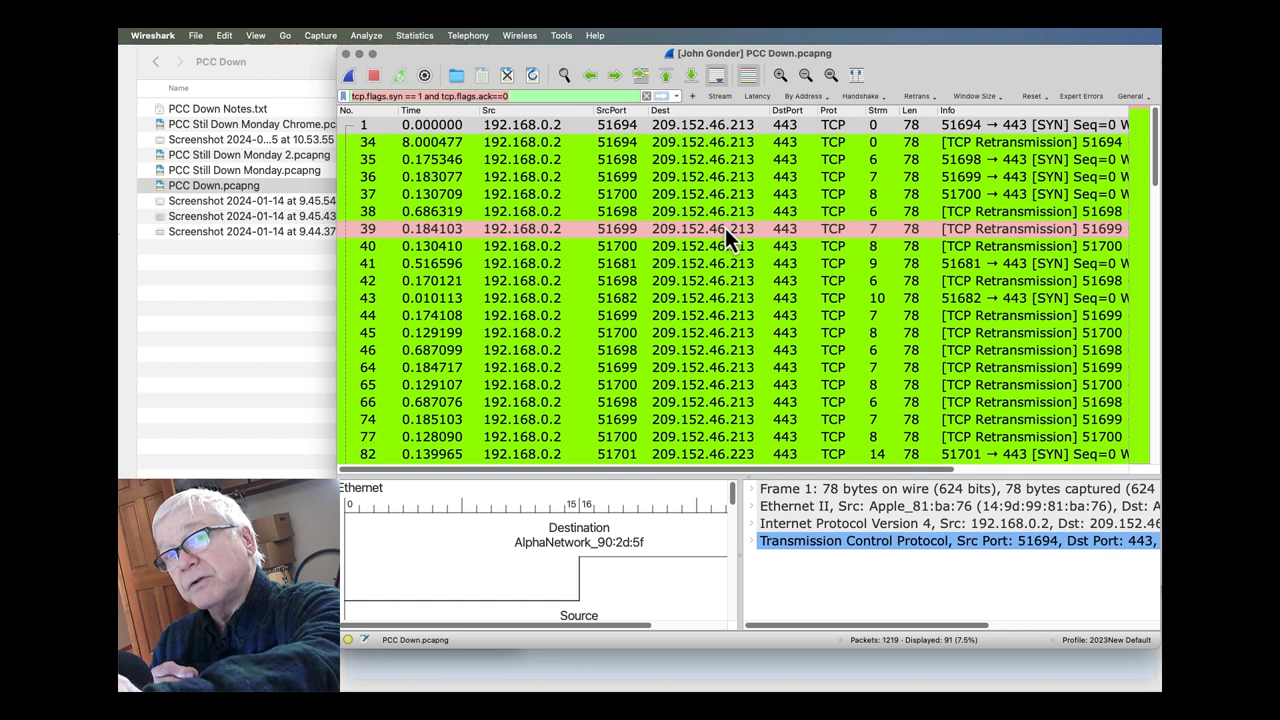 Wireshark File Edit View Go Capture Analyze Statistics Telephony Wireless Tools Help
PCC Down
Name
PCC Down Notes.txt
PCC Stil Down Monday Chrome.pc
Screenshot 2024-0...5 at 10.53.55
PCC Still Down Monday 2.pcapng
PCC Still Down Monday.pcapng
PCC Down.pcapng
Screenshot 2024-01-14 at 9.45.54
Screenshot 2024-01-14 at 9.45.43
Screenshot 2024-01-14 at 9.44.37
[John Gonder] PCC Down.pcapng
tcp.flags.syn == 1 and tcp.flags.ack==0
+ Stream Latency By Address Handshake Retrans Window Size Reset Expert Errors General
No. Time Src SrcPort Dest DstPort Prot Strm Len Info
1 0.000000 192.168.0.2 51694 209.152.46.213 443 TCP 0 78 51694 → 443 [SYN] Seq=0 W
34 8.000477 192.168.0.2 51694 209.152.46.213 443 TCP 0 78 [TCP Retransmission] 51694
35 0.175346 192.168.0.2 51698 209.152.46.213 443 TCP 6 78 51698 → 443 [SYN] Seq=0 W
36 0.183077 192.168.0.2 51699 209.152.46.213 443 TCP 7 78 51699 → 443 [SYN] Seq=0 W
37 0.130709 192.168.0.2 51700 209.152.46.213 443 TCP 8 78 51700 → 443 [SYN] Seq=0 W
38 0.686319 192.168.0.2 51698 209.152.46.213 443 TCP 6 78 [TCP Retransmission] 51698
39 0.184103 192.168.0.2 51699 209.152.46.213 443 TCP 7 78 [TCP Retransmission] 51699
40 0.130410 192.168.0.2 51700 209.152.46.213 443 TCP 8 78 [TCP Retransmission] 51700
41 0.516596 192.168.0.2 51681 209.152.46.213 443 TCP 9 78 51681 → 443 [SYN] Seq=0 W
42 0.170121 192.168.0.2 51698 209.152.46.213 443 TCP 6 78 [TCP Retransmission] 51698
43 0.010113 192.168.0.2 51682 209.152.46.213 443 TCP 10 78 51682 → 443 [SYN] Seq=0 W
44 0.174108 192.168.0.2 51699 209.152.46.213 443 TCP 7 78 [TCP Retransmission] 51699
45 0.129199 192.168.0.2 51700 209.152.46.213 443 TCP 8 78 [TCP Retransmission] 51700
46 0.687099 192.168.0.2 51698 209.152.46.213 443 TCP 6 78 [TCP Retransmission] 51698
64 0.184717 192.168.0.2 51699 209.152.46.213 443 TCP 7 78 [TCP Retransmission] 51699
65 0.129107 192.168.0.2 51700 209.152.46.213 443 TCP 8 78 [TCP Retransmission] 51700
66 0.687076 192.168.0.2 51698 209.152.46.213 443 TCP 6 78 [TCP Retransmission] 51698
74 0.185103 192.168.0.2 51699 209.152.46.213 443 TCP 7 78 [TCP Retransmission] 51699
77 0.128090 192.168.0.2 51700 209.152.46.213 443 TCP 8 78 [TCP Retransmission] 51700
82 0.139965 192.168.0.2 51701 209.152.46.223 443 TCP 14 78 51701 → 443 [SYN] Seq=0 W
Ethernet
0 15 16
Destination
AlphaNetwork_90:2d:5f
Source
Frame 1: 78 bytes on wire (624 bits), 78 bytes captured (624
Ethernet II, Src: Apple_81:ba:76 (14:9d:99:81:ba:76), Dst: A
Internet Protocol Version 4, Src: 192.168.0.2, Dst: 209.152.46
Transmission Control Protocol, Src Port: 51694, Dst Port: 443,
PCC Down.pcapng
Packets: 1219 · Displayed: 91 (7.5%)
Profile: 2023New Default